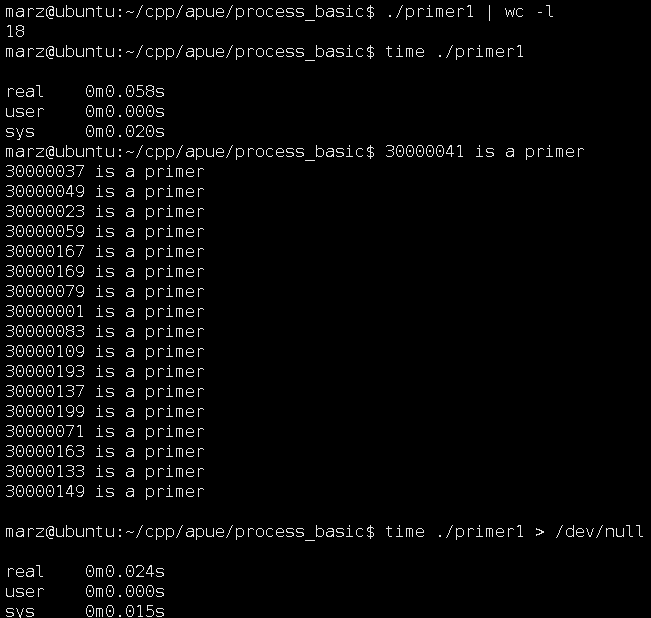 marz@ubuntu:~/cpp/apue/process_basic$ ./primer1 | wc -l
18
marz@ubuntu:~/cpp/apue/process_basic$ time ./primer1
real    0m0.058s
user    0m0.000s
sys     0m0.020s
marz@ubuntu:~/cpp/apue/process_basic$ 30000041 is a primer
30000037 is a primer
30000049 is a primer
30000023 is a primer
30000059 is a primer
30000167 is a primer
30000169 is a primer
30000079 is a primer
30000001 is a primer
30000083 is a primer
30000109 is a primer
30000193 is a primer
30000137 is a primer
30000199 is a primer
30000071 is a primer
30000163 is a primer
30000133 is a primer
30000149 is a primer
marz@ubuntu:~/cpp/apue/process_basic$ time ./primer1 > /dev/null
real    0m0.024s
user    0m0.000s
sys     0m0.015s